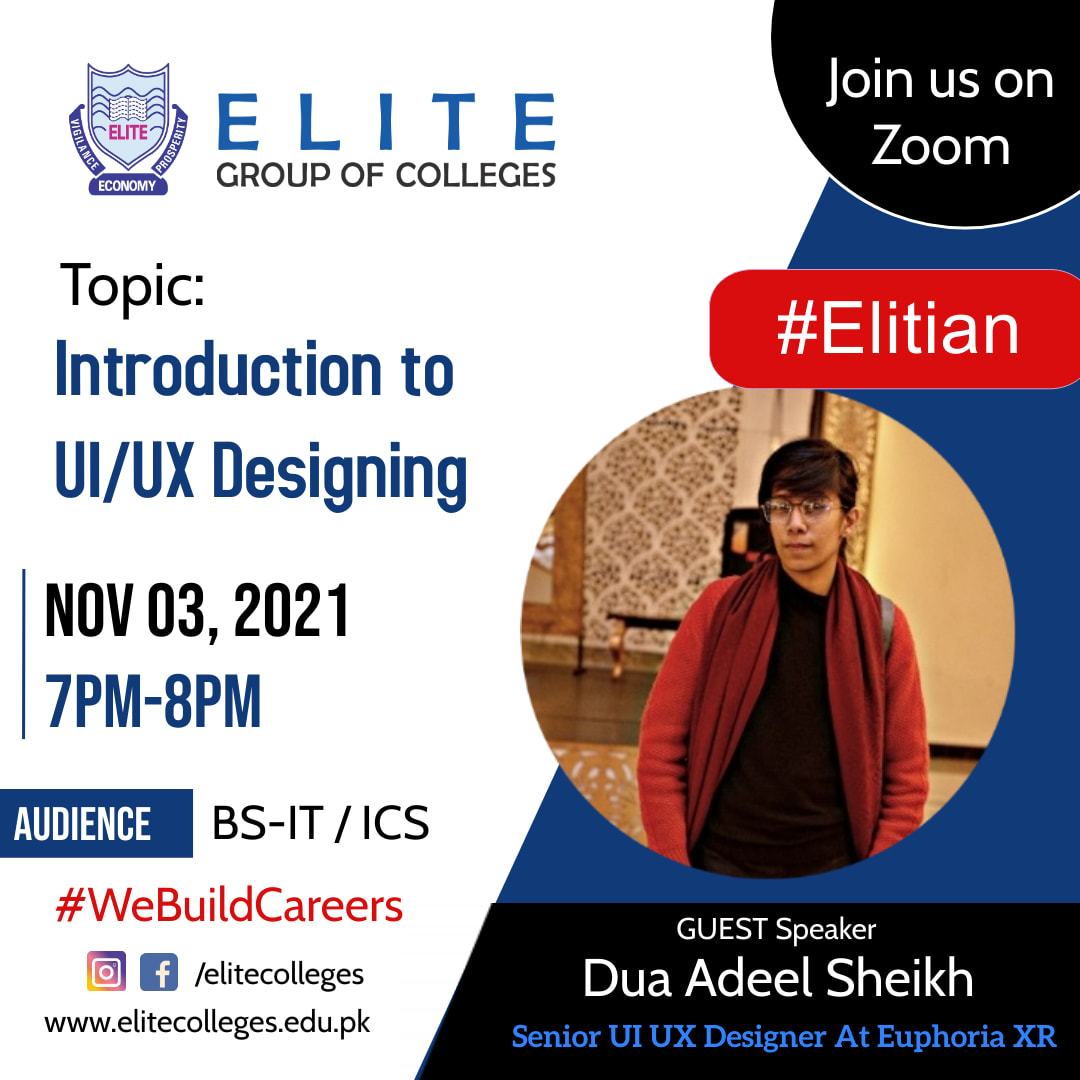 ELITE
VIGILANCE
ECONOMY
PROSPERITY
ELITE
GROUP OF COLLEGES
Join us on
Zoom
#Elitian
Topic:
Introduction to
UI/UX Designing
NOV 03, 2021
7PM-8PM
AUDIENCE BS-IT / ICS
#WeBuildCareers
/elitecolleges
www.elitecolleges.edu.pk
GUEST Speaker
Dua Adeel Sheikh
Senior UI UX Designer At Euphoria XR